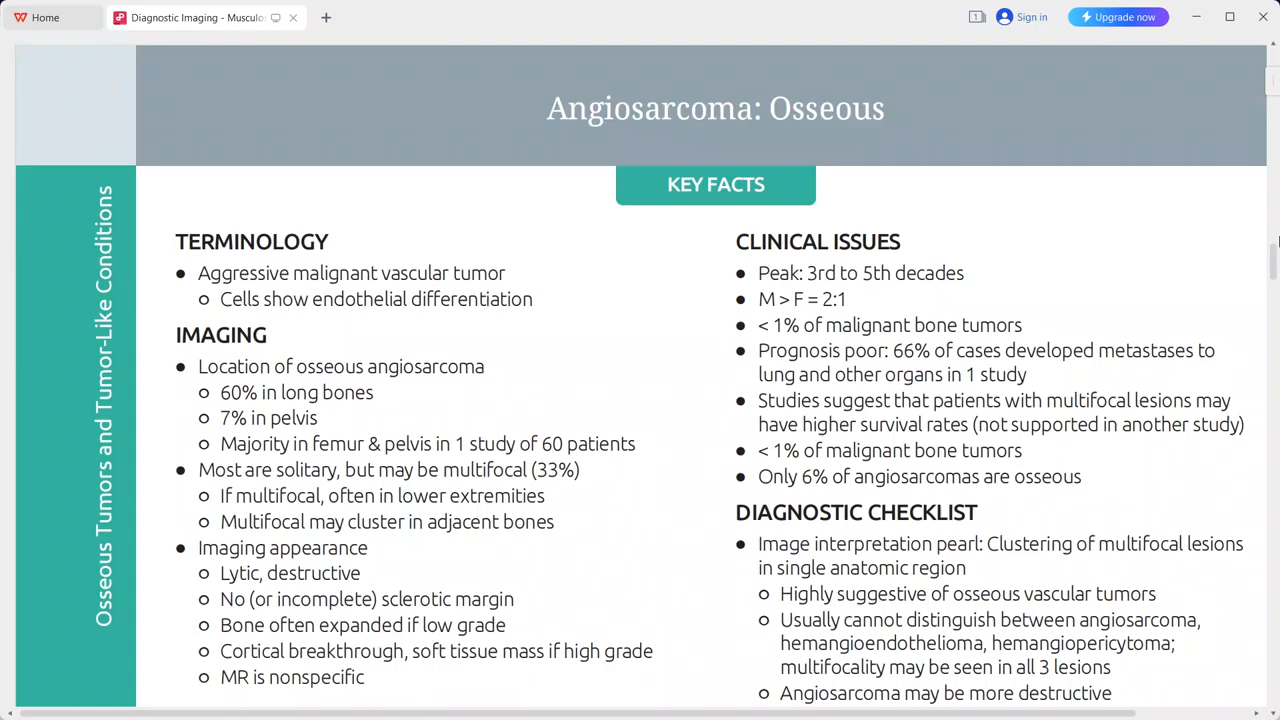 Home
Diagnostic Imaging - Musculos
1
Sign in
Upgrade now
Angiosarcoma: Osseous
Osseous Tumors and Tumor-Like Conditions
KEY FACTS
TERMINOLOGY
• Aggressive malignant vascular tumor
o Cells show endothelial differentiation
IMAGING
• Location of osseous angiosarcoma
o 60% in long bones
o 7% in pelvis
o Majority in femur & pelvis in 1 study of 60 patients
• Most are solitary, but may be multifocal (33%)
o If multifocal, often in lower extremities
o Multifocal may cluster in adjacent bones
• Imaging appearance
o Lytic, destructive
o No (or incomplete) sclerotic margin
o Bone often expanded if low grade
o Cortical breakthrough, soft tissue mass if high grade
o MR is nonspecific
CLINICAL ISSUES
• Peak: 3rd to 5th decades
• M > F = 2:1
• < 1% of malignant bone tumors
• Prognosis poor: 66% of cases developed metastases to
lung and other organs in 1 study
• Studies suggest that patients with multifocal lesions may
have higher survival rates (not supported in another study)
• < 1% of malignant bone tumors
• Only 6% of angiosarcomas are osseous
DIAGNOSTIC CHECKLIST
• Image interpretation pearl: Clustering of multifocal lesions
in single anatomic region
o Highly suggestive of osseous vascular tumors
o Usually cannot distinguish between angiosarcoma,
hemangioendothelioma, hemangiopericytoma;
multifocality may be seen in all 3 lesions
o Angiosarcoma may be more destructive